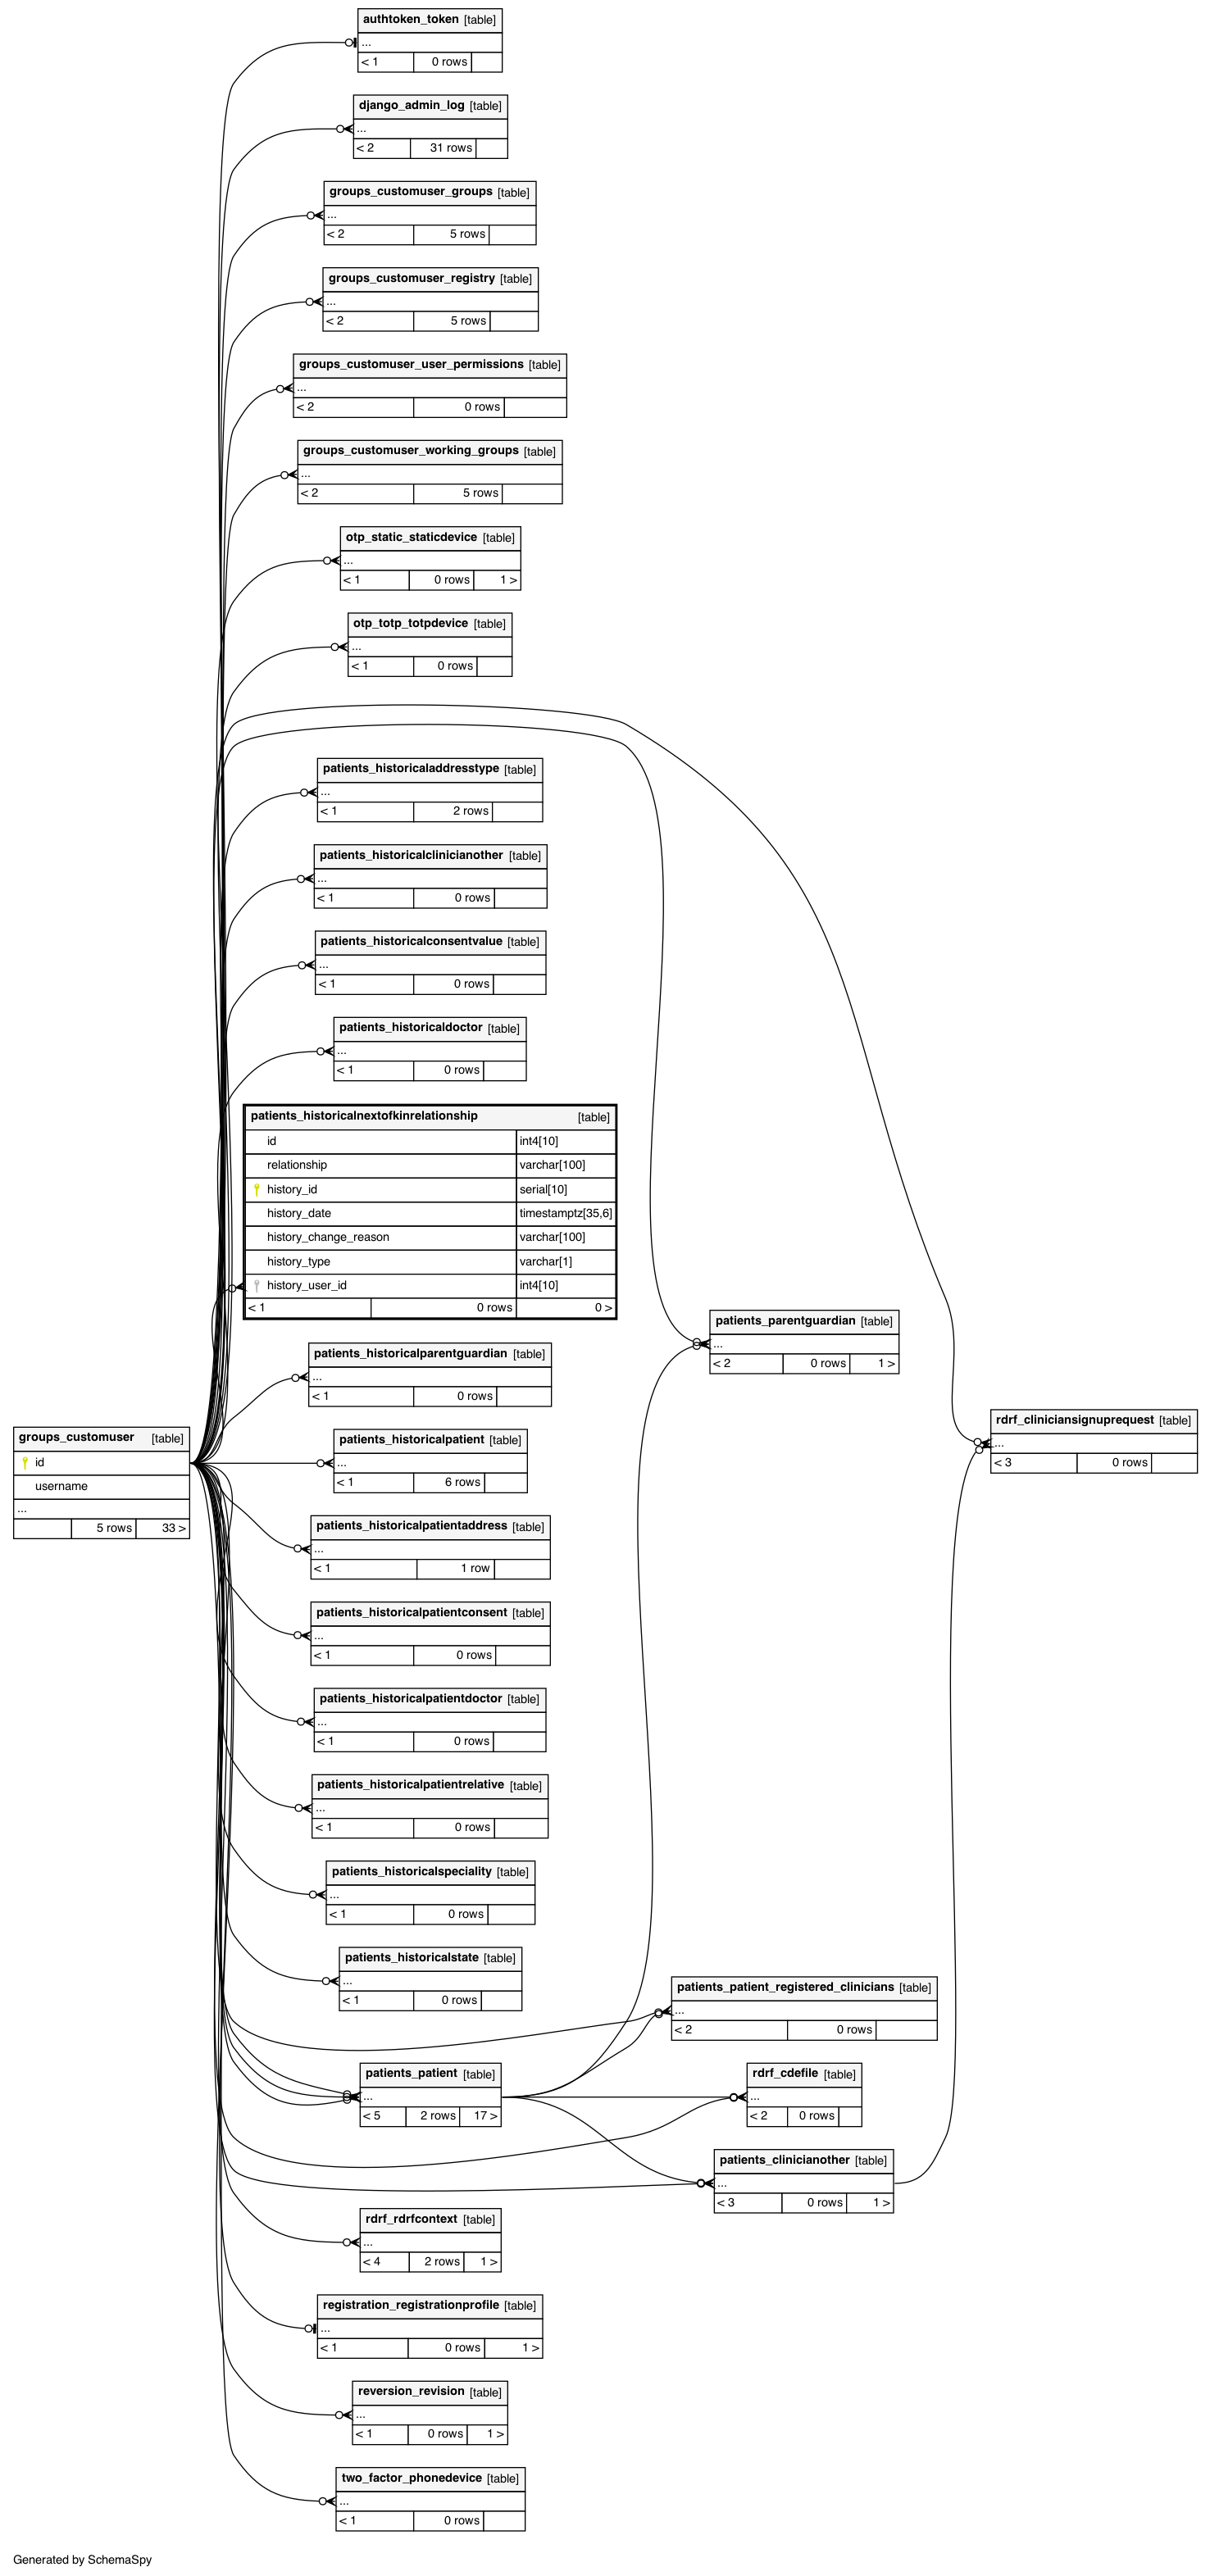 authtoken_token [table]
...
< 1 0 rows
django_admin_log [table]
...
< 2 31 rows
groups_customuser_groups [table]
...
< 2 5 rows
groups_customuser_registry [table]
...
< 2 5 rows
groups_customuser_user_permissions [table]
...
< 2 0 rows
groups_customuser_working_groups [table]
...
< 2 5 rows
otp_static_staticdevice [table]
...
< 1 0 rows 1 >
otp_totp_totpdevice [table]
...
< 1 0 rows
patients_historicaladdresstype [table]
...
< 1 2 rows
patients_historicalclinicianother [table]
...
< 1 0 rows
patients_historicalconsentvalue [table]
...
< 1 0 rows
patients_historicaldoctor [table]
...
< 1 0 rows
patients_historicalnextofkinrelationship [table]
id int4[10]
relationship varchar[100]
history_id serial[10]
history_date timestamptz[35,6]
history_change_reason varchar[100]
history_type varchar[1]
history_user_id int4[10]
< 1 0 rows 0 >
patients_parentguardian [table]
...
< 2 0 rows 1 >
patients_historicalparentguardian [table]
...
< 1 0 rows
rdrf_cliniciansignuprequest [table]
...
< 3 0 rows
groups_customuser [table]
id
username
...
5 rows 33 >
patients_historicalpatient [table]
...
< 1 6 rows
patients_historicalpatientaddress [table]
...
< 1 1 row
patients_historicalpatientconsent [table]
...
< 1 0 rows
patients_historicalpatientdoctor [table]
...
< 1 0 rows
patients_historicalpatientrelative [table]
...
< 1 0 rows
patients_historicalspeciality [table]
...
< 1 0 rows
patients_historicalstate [table]
...
< 1 0 rows
patients_patient_registered_clinicians [table]
...
< 2 0 rows
patients_patient [table]
...
< 5 2 rows 17 >
rdrf_cdefile [table]
...
< 2 0 rows
patients_clinicianother [table]
...
< 3 0 rows 1 >
rdrf_rdrfcontext [table]
...
< 4 2 rows 1 >
registration_registrationprofile [table]
...
< 1 0 rows 1 >
reversion_revision [table]
...
< 1 0 rows 1 >
two_factor_phonedevice [table]
...
< 1 0 rows
Generated by SchemaSpy